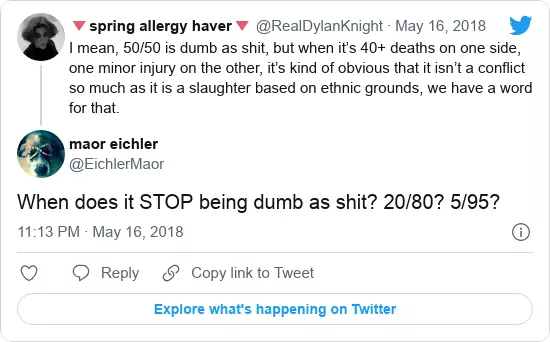 🔻spring allergy haver🔻 @RealDylanKnight · May 16, 2018
I mean, 50/50 is dumb as shit, but when it’s 40+ deaths on one side,
one minor injury on the other, it’s kind of obvious that it isn’t a conflict
so much as it is a slaughter based on ethnic grounds, we have a word
for that.
maor eichler
@EichlerMaor
When does it STOP being dumb as shit? 20/80? 5/95?
11:13 PM · May 16, 2018
Reply Copy link to Tweet
Explore what's happening on Twitter